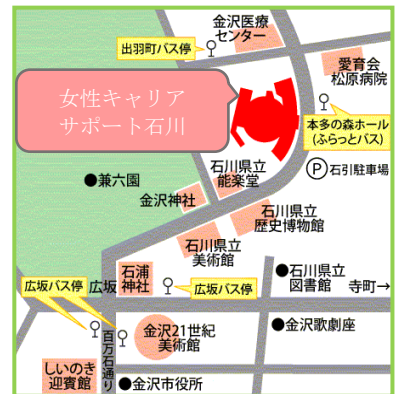 金沢医療
センター
出羽町バス停
愛育会
松原病院
女性キャリア
サポート石川
本多の森ホール
(ふらっとバス)
石川県立
能楽堂
P 石引駐車場
●兼六園
金沢神社
石川県立
歴史博物館
石川県立
美術館
●石川県立
図書館
寺町→
広坂バス停
広坂
石浦
神社
広坂バス停
金沢21世紀
美術館
●金沢歌劇座
百万石通り
しいのき
迎賓館
●金沢市役所